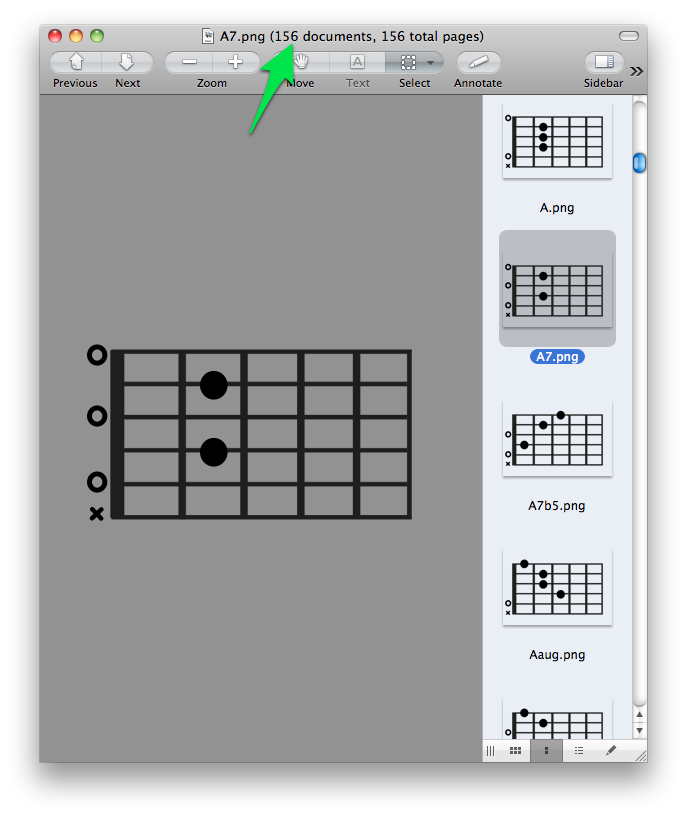 A7.png (156 documents, 156 total pages)
Previous Next Zoom Move Text Select Annotate Sidebar
A.png
A7.png
A7b5.png
Aaug.png